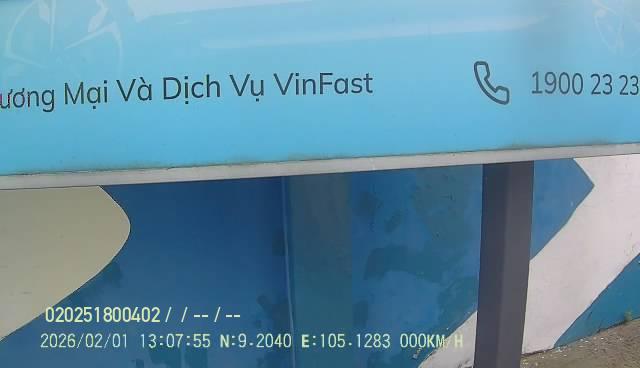 ương Mại Và Dịch Vụ VinFast
1900 23 23
020251800402 / / -- / --
2026/02/01 13:07:55 N:9.2040 E:105.1283 000KM/H